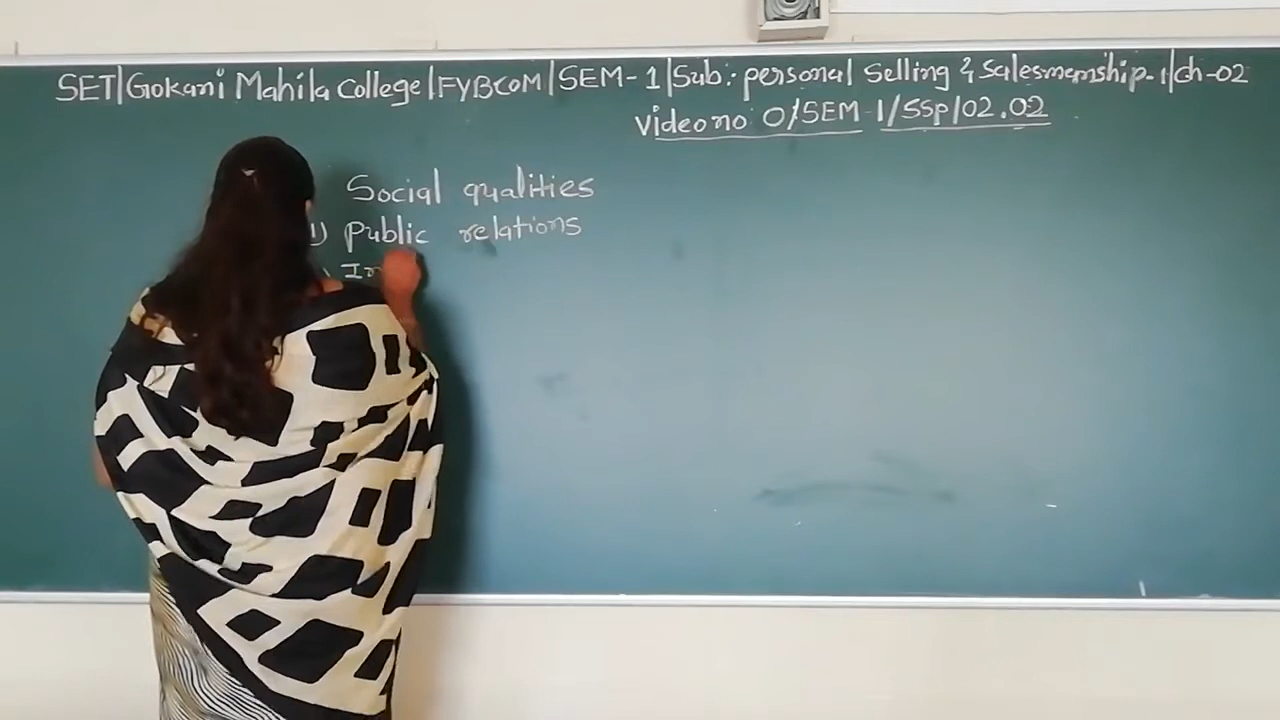 SET|Gokani Mahila College|FYBCOM|SEM-1|Sub: personal Selling & Salesmamship-1|ch-02
Video no 0/SEM-1/SSP/02.02
Social qualities
1) Public relations